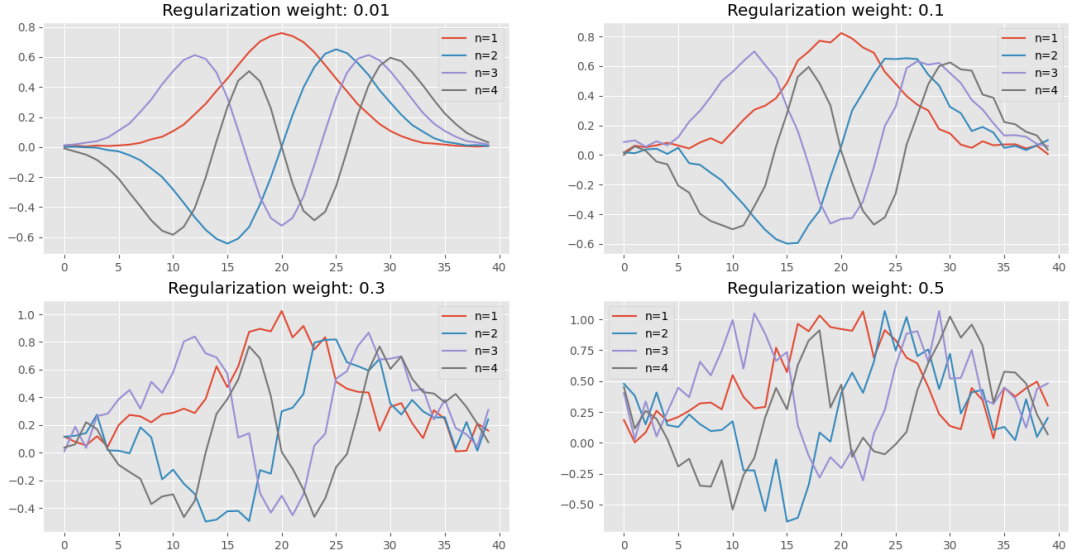 Regularization weight: 0.01
0.8
0.6
0.4
0.2
0.0
−0.2
−0.4
−0.6
n=1
n=2
n=3
n=4
0 5 10 15 20 25 30 35 40
Regularization weight: 0.1
0.8
0.6
0.4
0.2
0.0
−0.2
−0.4
−0.6
n=1
n=2
n=3
n=4
0 5 10 15 20 25 30 35 40
Regularization weight: 0.3
1.0
0.8
0.6
0.4
0.2
0.0
−0.2
−0.4
n=1
n=2
n=3
n=4
0 5 10 15 20 25 30 35 40
Regularization weight: 0.5
1.00
0.75
0.50
0.25
0.00
−0.25
−0.50
n=1
n=2
n=3
n=4
0 5 10 15 20 25 30 35 40